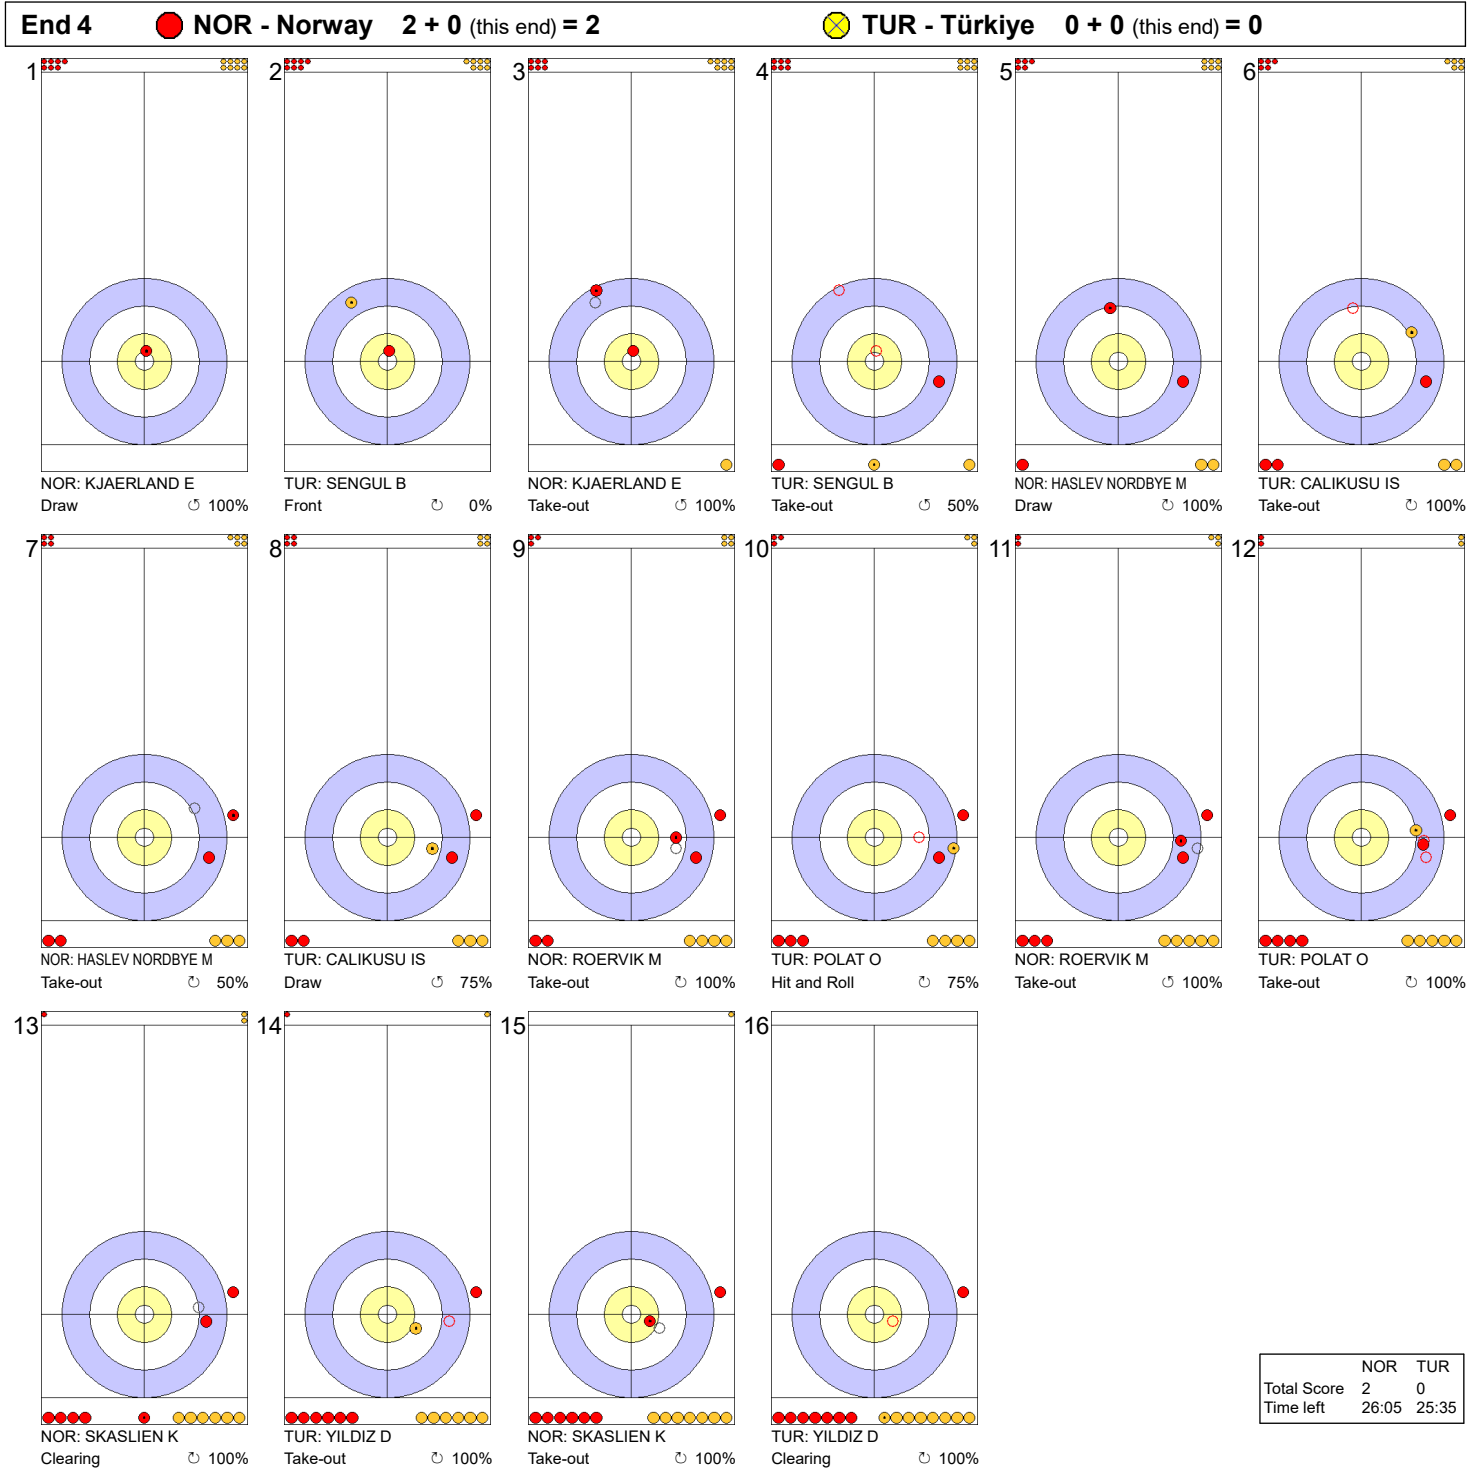 End 4 NOR - Norway 2 + 0 (this end) = 2 TUR - Türkiye 0 + 0 (this end) = 0
1 2 3 4 5 6
NOR: KJAERLAND E
Draw ↺ 100%
TUR: SENGUL B
Front ↻ 0%
NOR: KJAERLAND E
Take-out ↺ 100%
TUR: SENGUL B
Take-out ↺ 50%
NOR: HASLEV NORDBYE M
Draw ↺ 100%
TUR: CALIKUSU IS
Take-out ↺ 100%
7 8 9 10 11 12
NOR: HASLEV NORDBYE M
Take-out ↻ 50%
TUR: CALIKUSU IS
Draw ↺ 75%
NOR: ROERVIK M
Take-out ↻ 100%
TUR: POLAT O
Hit and Roll ↻ 75%
NOR: ROERVIK M
Take-out ↻ 100%
TUR: POLAT O
Take-out ↻ 100%
13 14 15 16
NOR: SKASLIEN K
Clearing ↻ 100%
TUR: YILDIZ D
Take-out ↻ 100%
NOR: SKASLIEN K
Take-out ↻ 100%
TUR: YILDIZ D
Clearing ↻ 100%
NOR TUR
Total Score 2 0
Time left 26:05 25:35